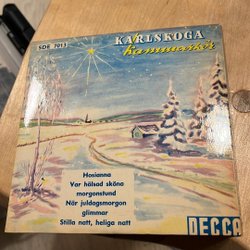 SDE 7013
KARLSKOGA
kammarkör
Hosianna
Var hälsad sköna
morgonstund
När juldagsmorgon
glimmar
Stilla natt, heliga natt
DECCA